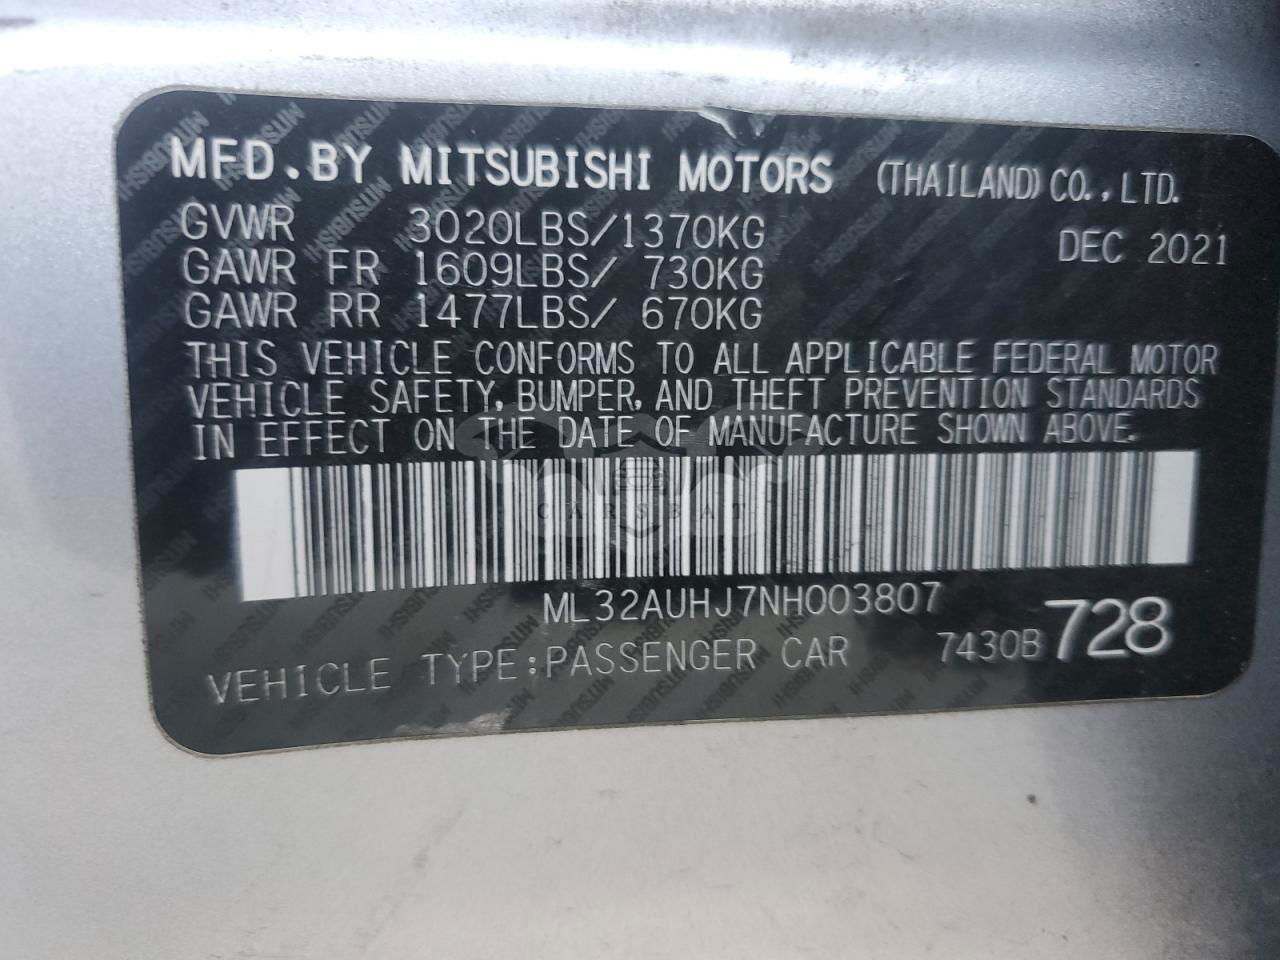 MFD.BY MITSUBISHI MOTORS (THAILAND) CO.,LTD.
GVWR 3020LBS/1370KG DEC 2021
GAWR FR 1609LBS/ 730KG
GAWR RR 1477LBS/ 670KG
THIS VEHICLE CONFORMS TO ALL APPLICABLE FEDERAL MOTOR
VEHICLE SAFETY, BUMPER, AND THEFT PREVENTION STANDARDS
IN EFFECT ON THE DATE OF MANUFACTURE SHOWN ABOVE.
CARSBAT
ML32AUHJ7NH003807
VEHICLE TYPE:PASSENGER CAR 7430B 728